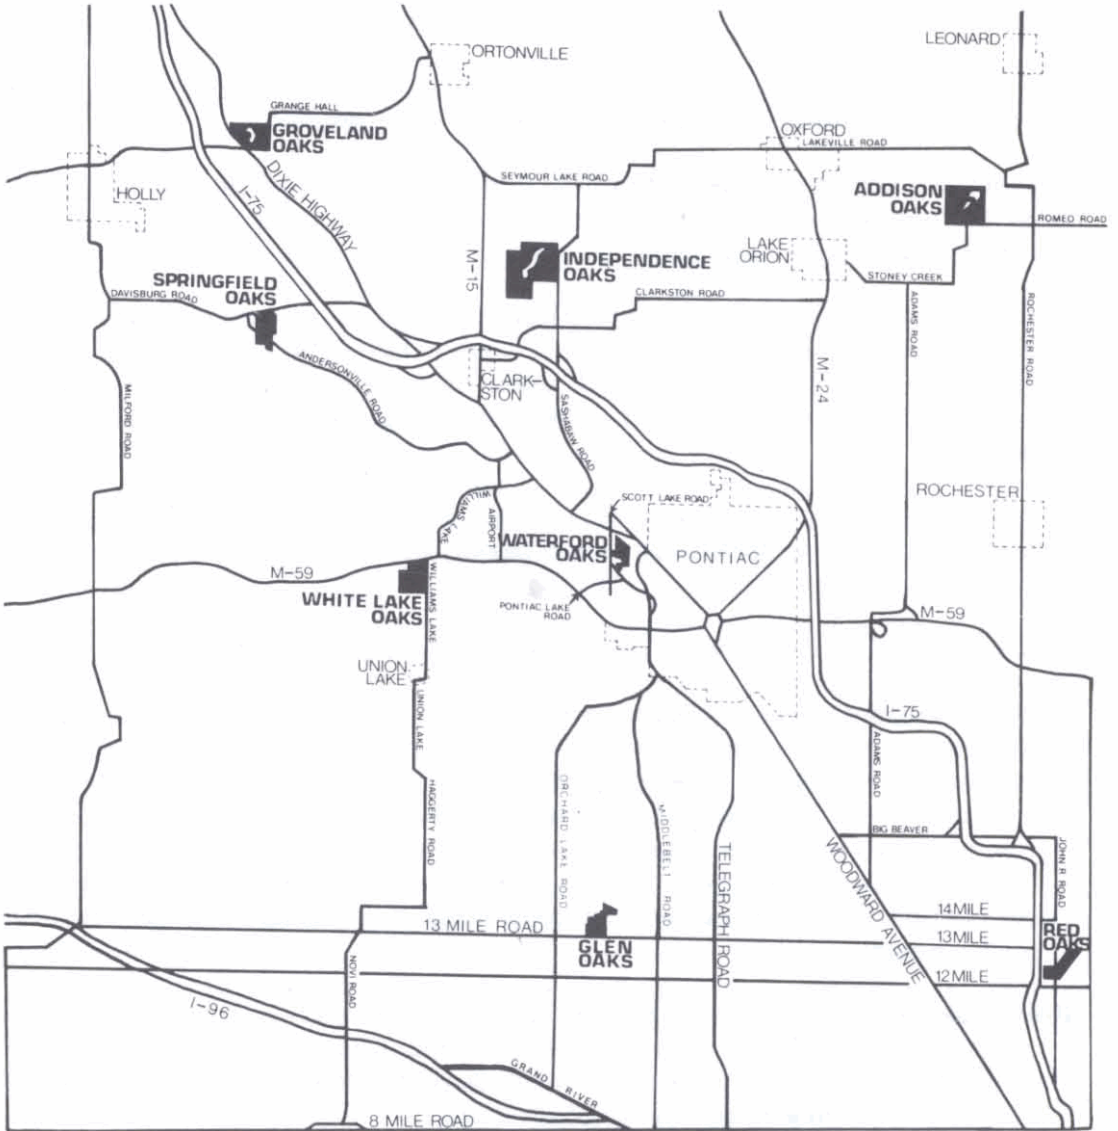 LEONARD
ORTONVILLE
GRANGE HALL
GROVELAND
OAKS
OXFORD
LAKEVILLE ROAD
SEYMOUR LAKE ROAD
HOLLY
I-75
DIXIE HIGHWAY
ADDISON
OAKS
ROMEO ROAD
LAKE
ORION
M-15
INDEPENDENCE
OAKS
STONEY CREEK
SPRINGFIELD
OAKS
DAVISBURG ROAD
CLARKSTON ROAD
ADAMS ROAD
ROCHESTER ROAD
ANDERSONVILLE ROAD
CLARK-
STON
M-24
MILFORD ROAD
SASHABAW ROAD
ROCHESTER
SCOTT LAKE ROAD
WILLIAMS
LAKE
AIRPORT
WATERFORD
OAKS
PONTIAC
M-59
WHITE LAKE
OAKS
WILLIAMS LAKE
PONTIAC LAKE
ROAD
M-59
UNION
LAKE
UNION LAKE
I-75
ADAMS ROAD
HAGGERTY ROAD
ORCHARD LAKE ROAD
MIDDLEBELT ROAD
TELEGRAPH ROAD
BIG BEAVER
WOODWARD AVENUE
JOHN R ROAD
14 MILE
13 MILE ROAD
13 MILE
RED
OAKS
GLEN
OAKS
12 MILE
NOVI ROAD
I-96
GRAND RIVER
8 MILE ROAD